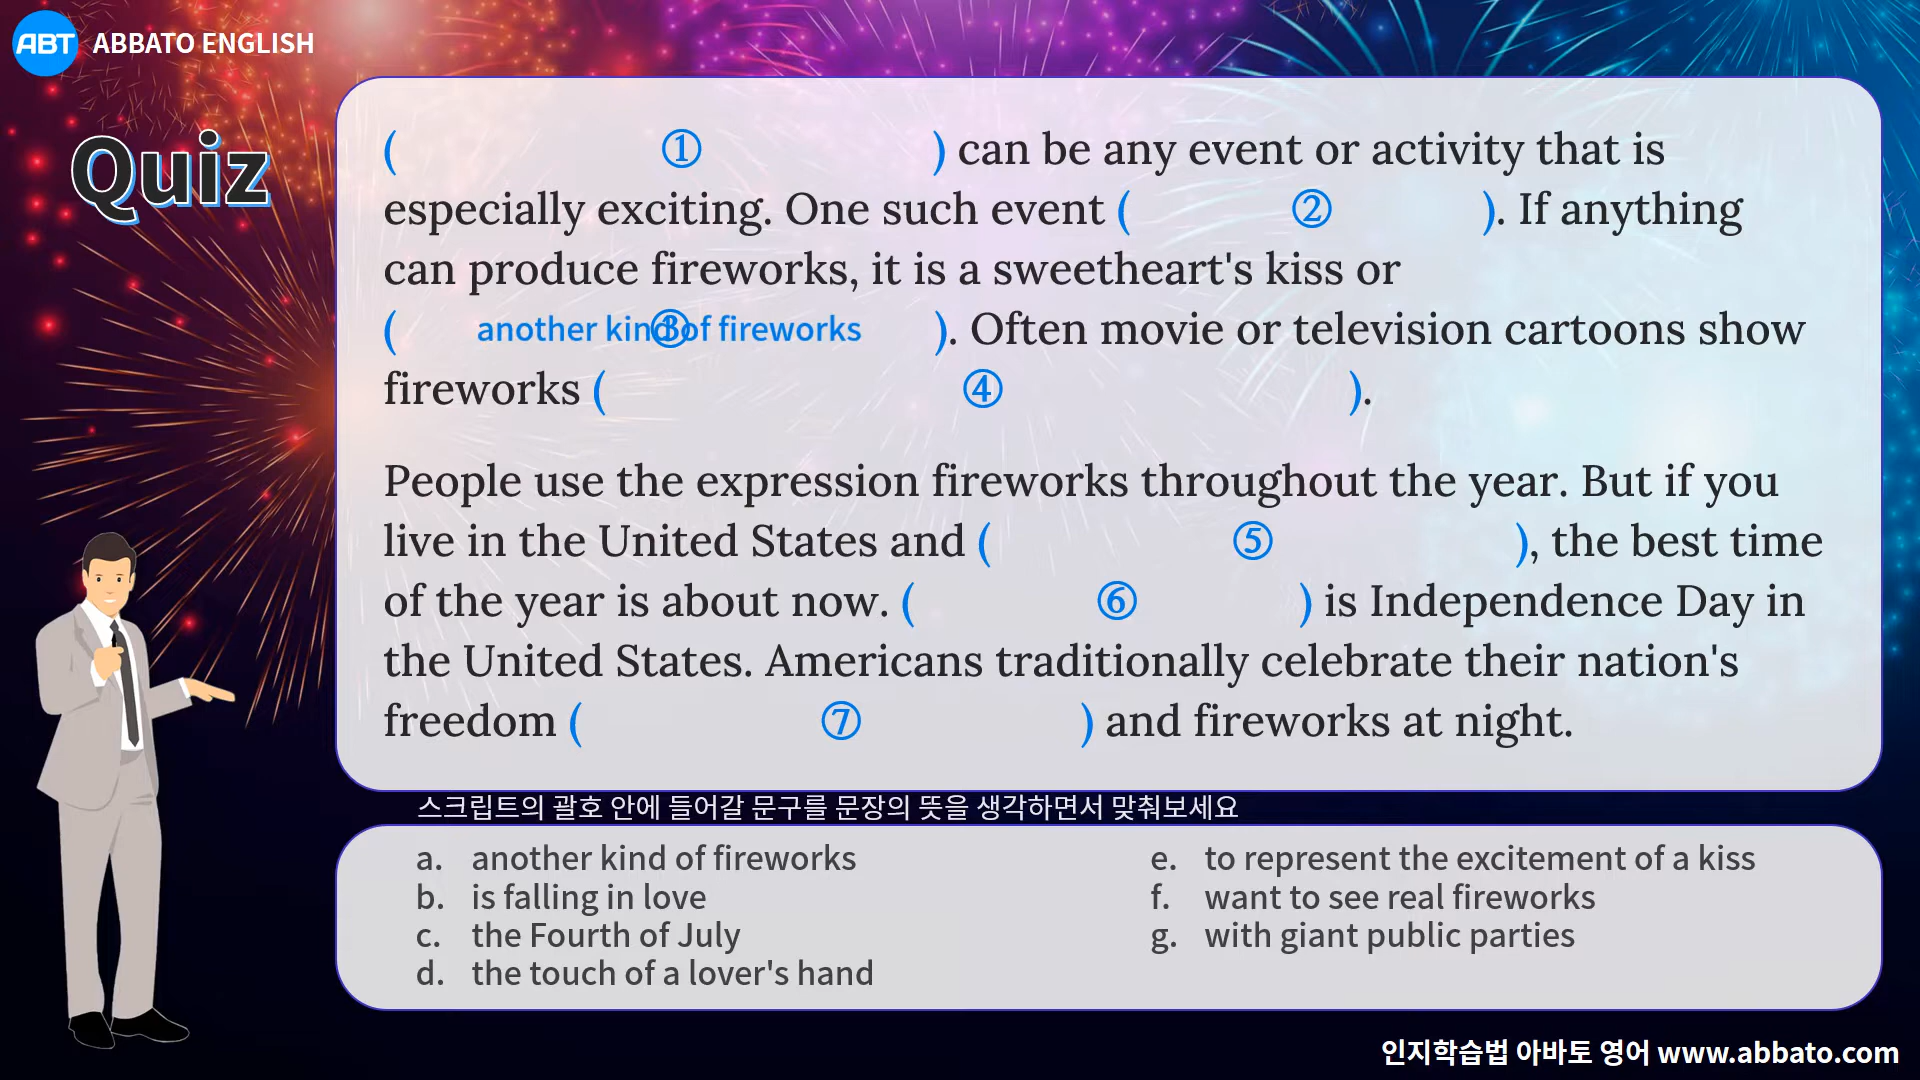 ABT ABBATO ENGLISH
Quiz
( ① ) can be any event or activity that is
especially exciting. One such event ( ② ). If anything
can produce fireworks, it is a sweetheart's kiss or
( another kind of fireworks ③ ). Often movie or television cartoons show
fireworks ( ④ ).
People use the expression fireworks throughout the year. But if you
live in the United States and ( ⑤ ), the best time
of the year is about now. ( ⑥ ) is Independence Day in
the United States. Americans traditionally celebrate their nation's
freedom ( ⑦ ) and fireworks at night.
스크립트의 괄호 안에 들어갈 문구를 문장의 뜻을 생각하면서 맞춰보세요
a. another kind of fireworks
b. is falling in love
c. the Fourth of July
d. the touch of a lover's hand
e. to represent the excitement of a kiss
f. want to see real fireworks
g. with giant public parties
인지학습법 아바토 영어 www.abbato.com